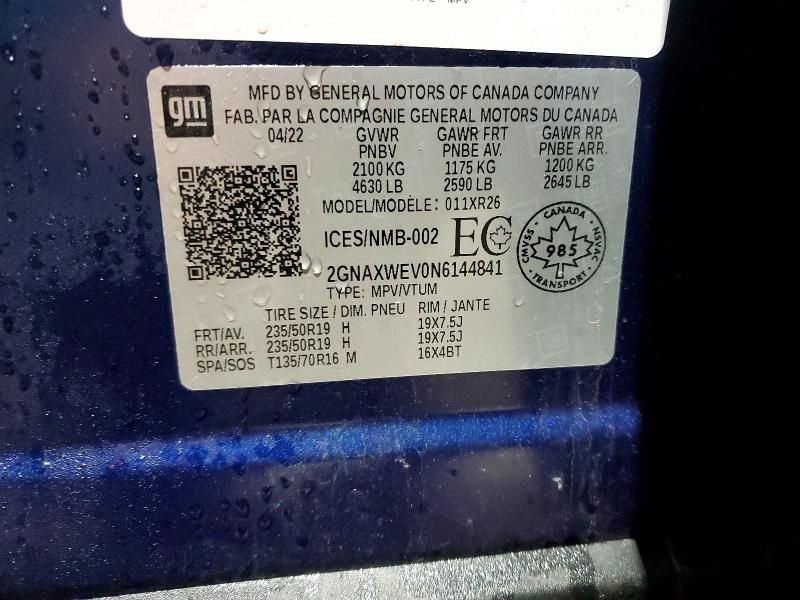 MPV
gm
MFD BY GENERAL MOTORS OF CANADA COMPANY
FAB. PAR LA COMPAGNIE GENERAL MOTORS DU CANADA
04/22 GVWR GAWR FRT GAWR RR
PNBV PNBE AV. PNBE ARR.
2100 KG 1175 KG 1200 KG
4630 LB 2590 LB 2645 LB
MODEL/MODÈLE: 011XR26
ICES/NMB-002 EC
CANADA
CMVSS 985 NSVAC
TRANSPORT
2GNAXWEV0N6144841
TYPE: MPV/VTUM
TIRE SIZE / DIM. PNEU RIM / JANTE
FRT/AV. 235/50R19 H 19X7.5J
RR/ARR. 235/50R19 H 19X7.5J
SPA/SOS T135/70R16 M 16X4BT